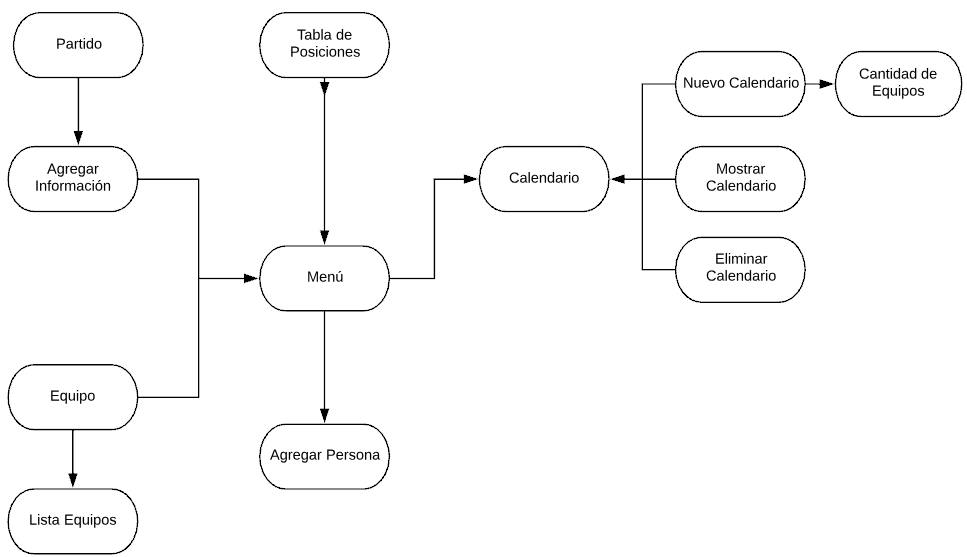 Partido
Tabla de
Posiciones
Nuevo Calendario
Cantidad de
Equipos
Agregar
Información
Calendario
Mostrar
Calendario
Menú
Eliminar
Calendario
Equipo
Agregar Persona
Lista Equipos